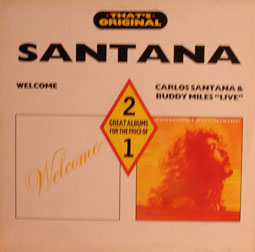 THAT'S
ORIGINAL
SANTANA
WELCOME
CARLOS SANTANA &
BUDDY MILES "LIVE"
2
GREAT ALBUMS
FOR THE PRICE OF
1
Welcome